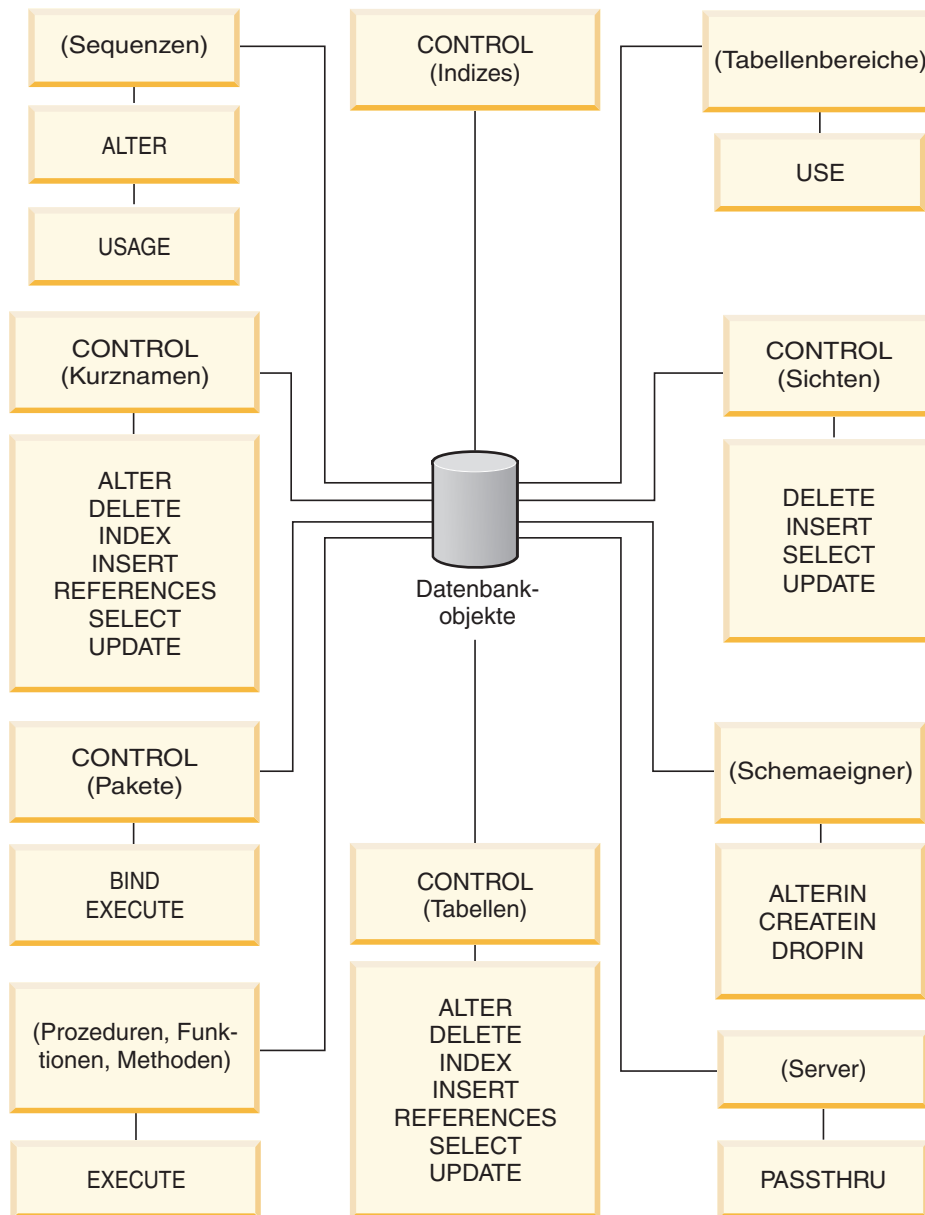 (Sequenzen)
ALTER
USAGE
CONTROL
(Indizes)
(Tabellenbereiche)
USE
CONTROL
(Kurznamen)
ALTER
DELETE
INDEX
INSERT
REFERENCES
SELECT
UPDATE
Datenbank-
objekte
CONTROL
(Sichten)
DELETE
INSERT
SELECT
UPDATE
CONTROL
(Pakete)
BIND
EXECUTE
(Schemaeigner)
ALTERIN
CREATEIN
DROPIN
(Prozeduren, Funk-
tionen, Methoden)
EXECUTE
CONTROL
(Tabellen)
ALTER
DELETE
INDEX
INSERT
REFERENCES
SELECT
UPDATE
(Server)
PASSTHRU